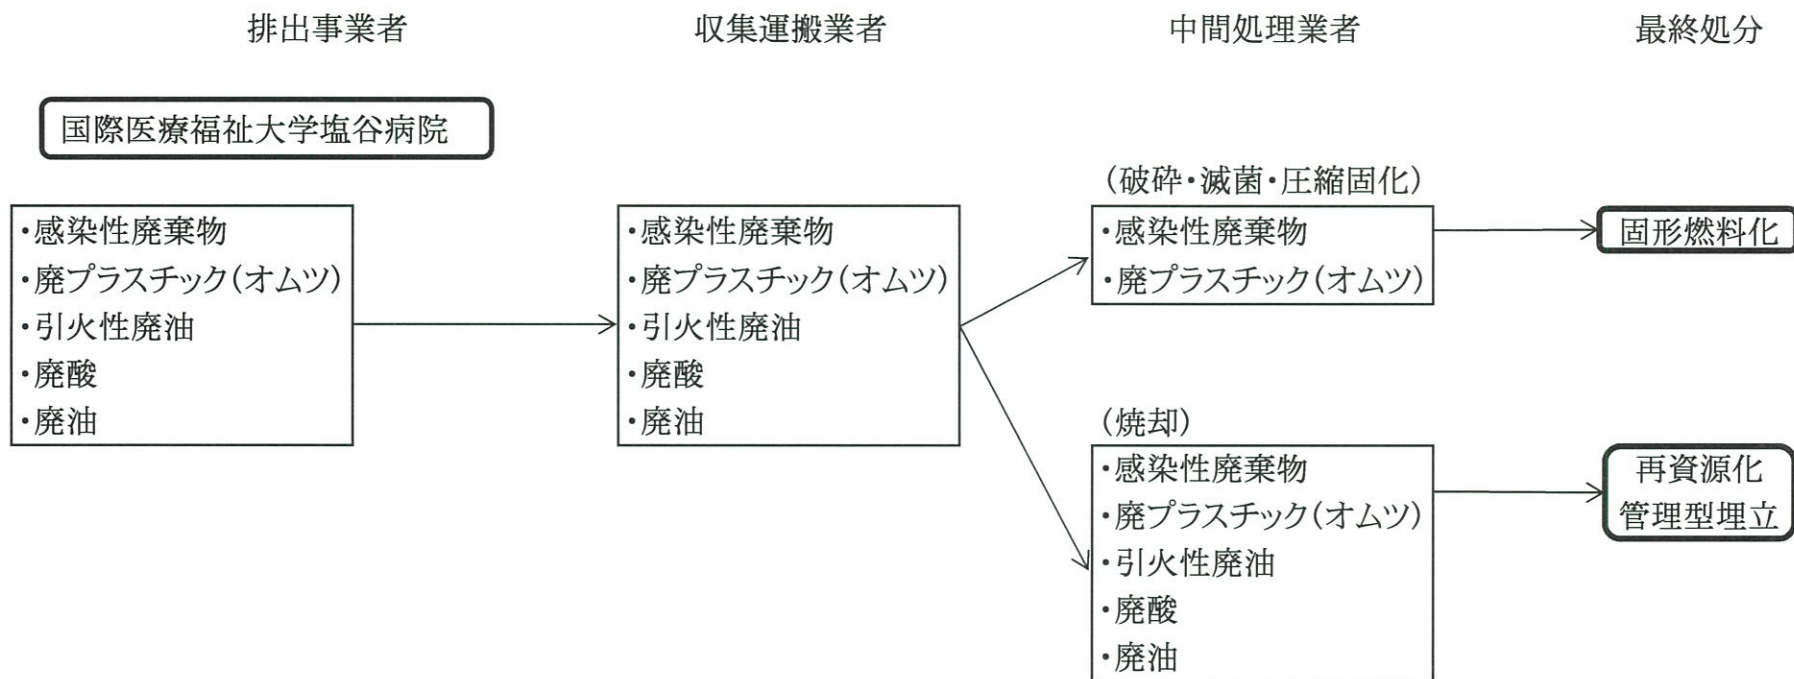 排出事業者
収集運搬業者
中間処理業者
最終処分
国際医療福祉大学塩谷病院
・感染性廃棄物
・廃プラスチック(オムツ)
・引火性廃油
・廃酸
・廃油
・感染性廃棄物
・廃プラスチック(オムツ)
・引火性廃油
・廃酸
・廃油
(破砕・滅菌・圧縮固化)
・感染性廃棄物
・廃プラスチック(オムツ)
固形燃料化
(焼却)
・感染性廃棄物
・廃プラスチック(オムツ)
・引火性廃油
・廃酸
・廃油
再資源化
管理型埋立